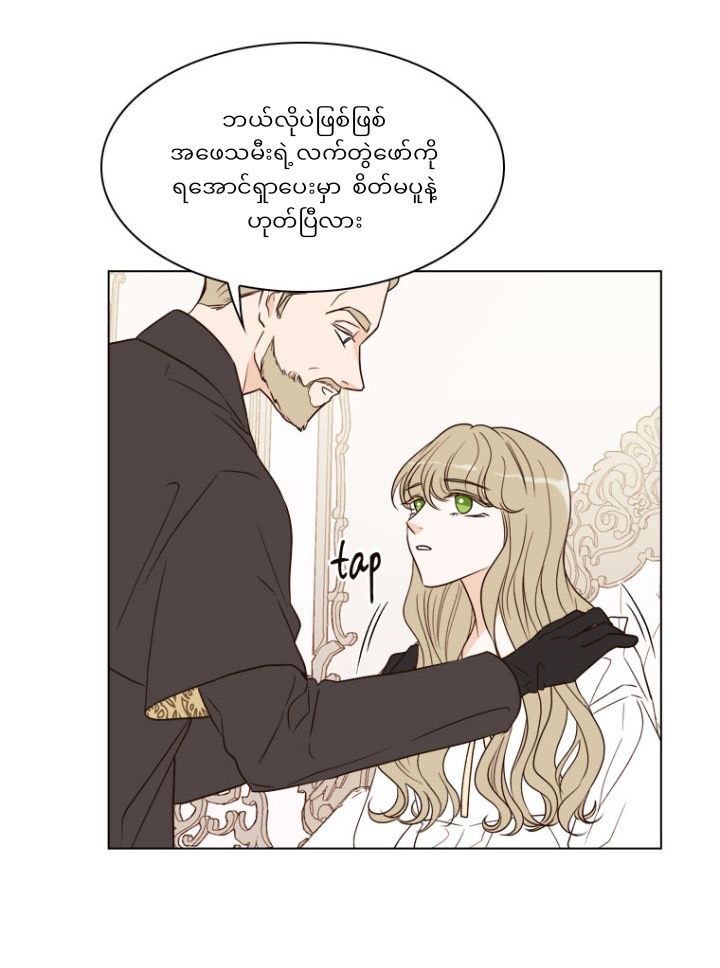 ဘယ်လိုပဲဖြစ်ဖြစ်
အဖေသမီးရဲ့လက်တွဲဖော်ကို
ရအောင်ရှာပေးမှာ စိတ်မပူနဲ့
ဟုတ်ပြီလား
tap